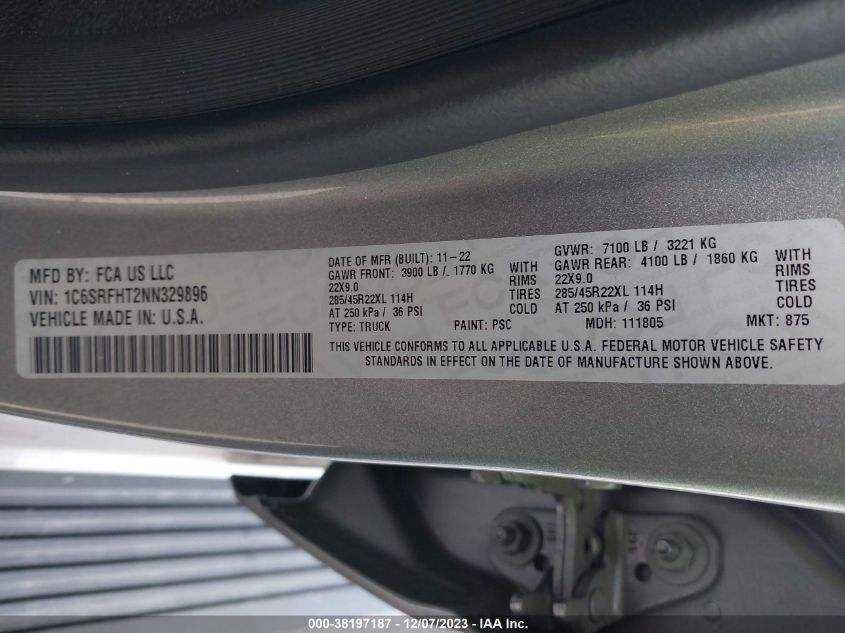 MFD BY: FCA US LLC
VIN: 1C6SRFHT2NN329896
VEHICLE MADE IN: U.S.A.
DATE OF MFR (BUILT): 11-22
GAWR FRONT: 3900 LB / 1770 KG WITH
22X9.0 RIMS
285/45R22XL 114H TIRES
AT 250 kPa / 36 PSI COLD
TYPE: TRUCK PAINT: PSC MDH: 111805 MKT: 875
GVWR: 7100 LB / 3221 KG
GAWR REAR: 4100 LB / 1860 KG WITH
22X9.0 RIMS
285/45R22XL 114H TIRES
AT 250 kPa / 36 PSI COLD
THIS VEHICLE CONFORMS TO ALL APPLICABLE U.S.A. FEDERAL MOTOR VEHICLE SAFETY
STANDARDS IN EFFECT ON THE DATE OF MANUFACTURE SHOWN ABOVE.
000-38197187 - 12/07/2023 - © IAA Inc.